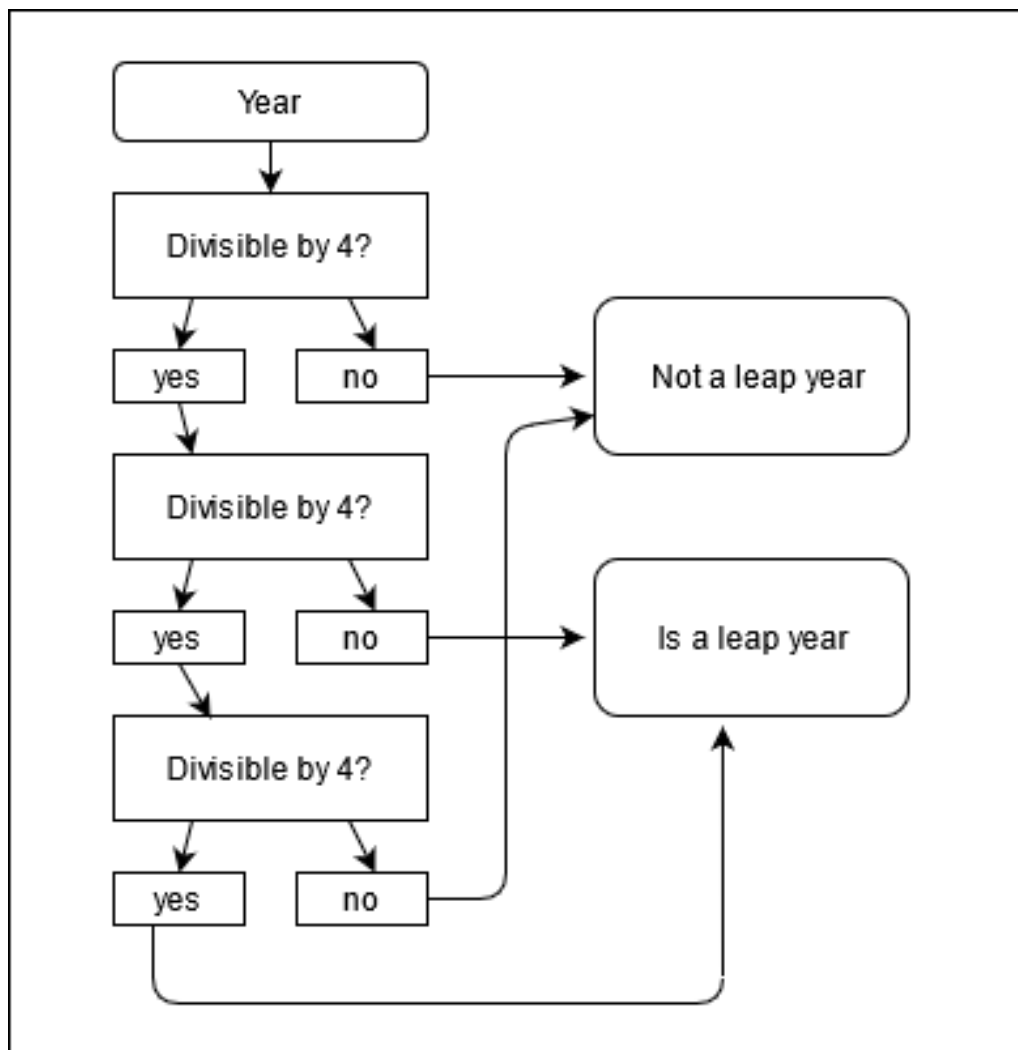 Year
Divisible by 4?
yes
no
Not a leap year
Divisible by 4?
yes
no
Is a leap year
Divisible by 4?
yes
no